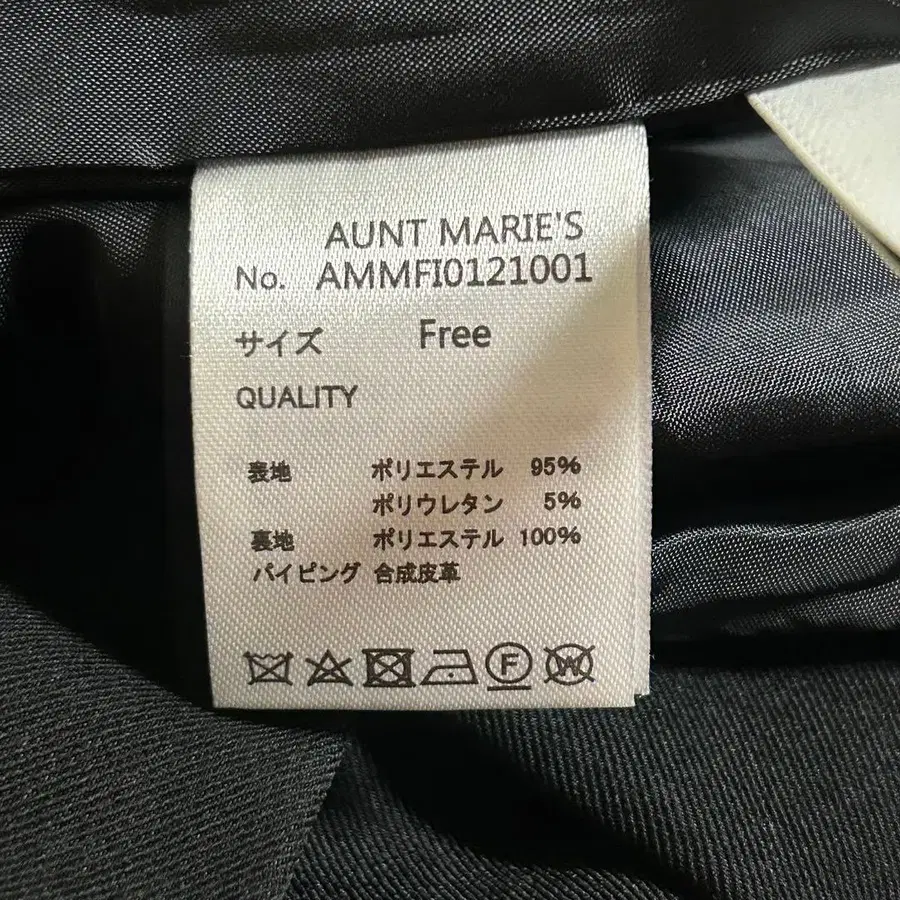 AUNT MARIE'S
No. AMMFI0121001
サイズ Free
QUALITY
表地 ポリエステル 95%
ポリウレタン 5%
裏地 ポリエステル 100%
パイピング 合成皮革
F W